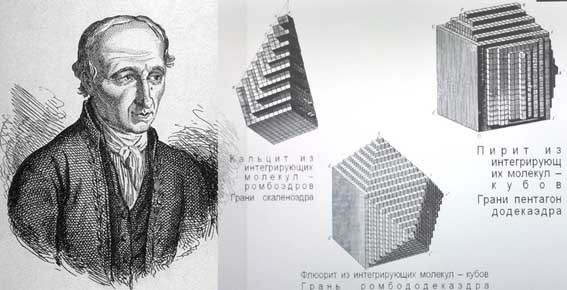 Кальцит из
интегрирующих
молекул –
ромбоэдров
Грани скаленоэдра
Пирит из
интегрирующ
их молекул –
кубов
Грани пентагон
додекаэдра
Флюорит из интегрирующих молекул – кубов
Грань ромбододекаэдра